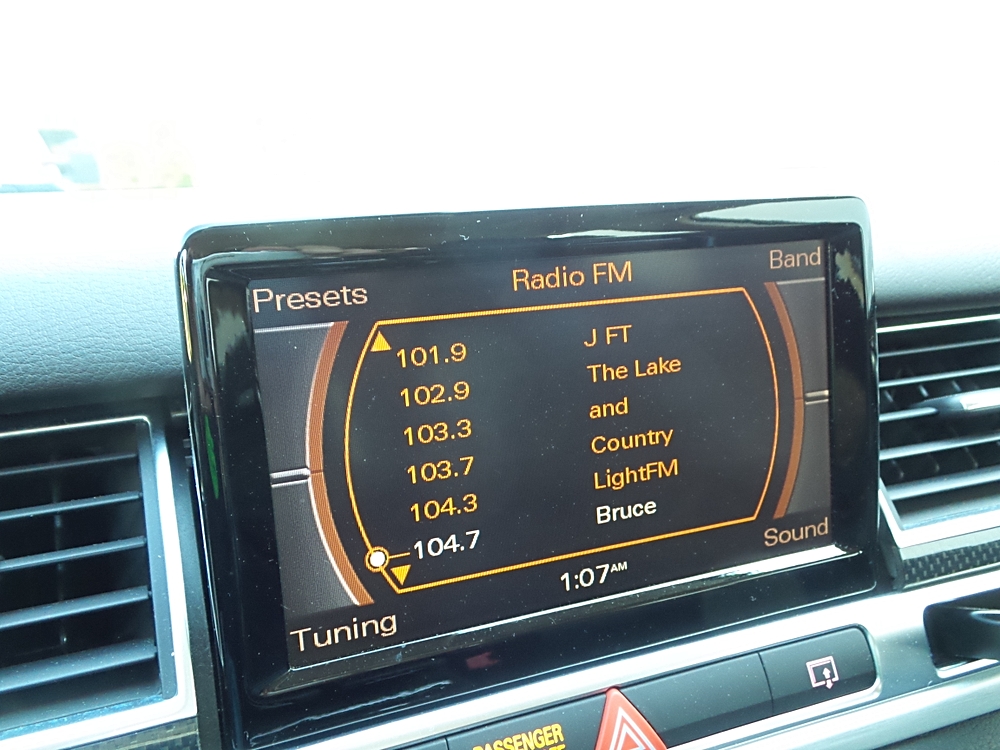 Radio FM
Band
Presets
101.9 J FT
102.9 The Lake
103.3 and
103.7 Country
104.3 LightFM
104.7 Bruce
1:07AM
Sound
Tuning
PASSENGER